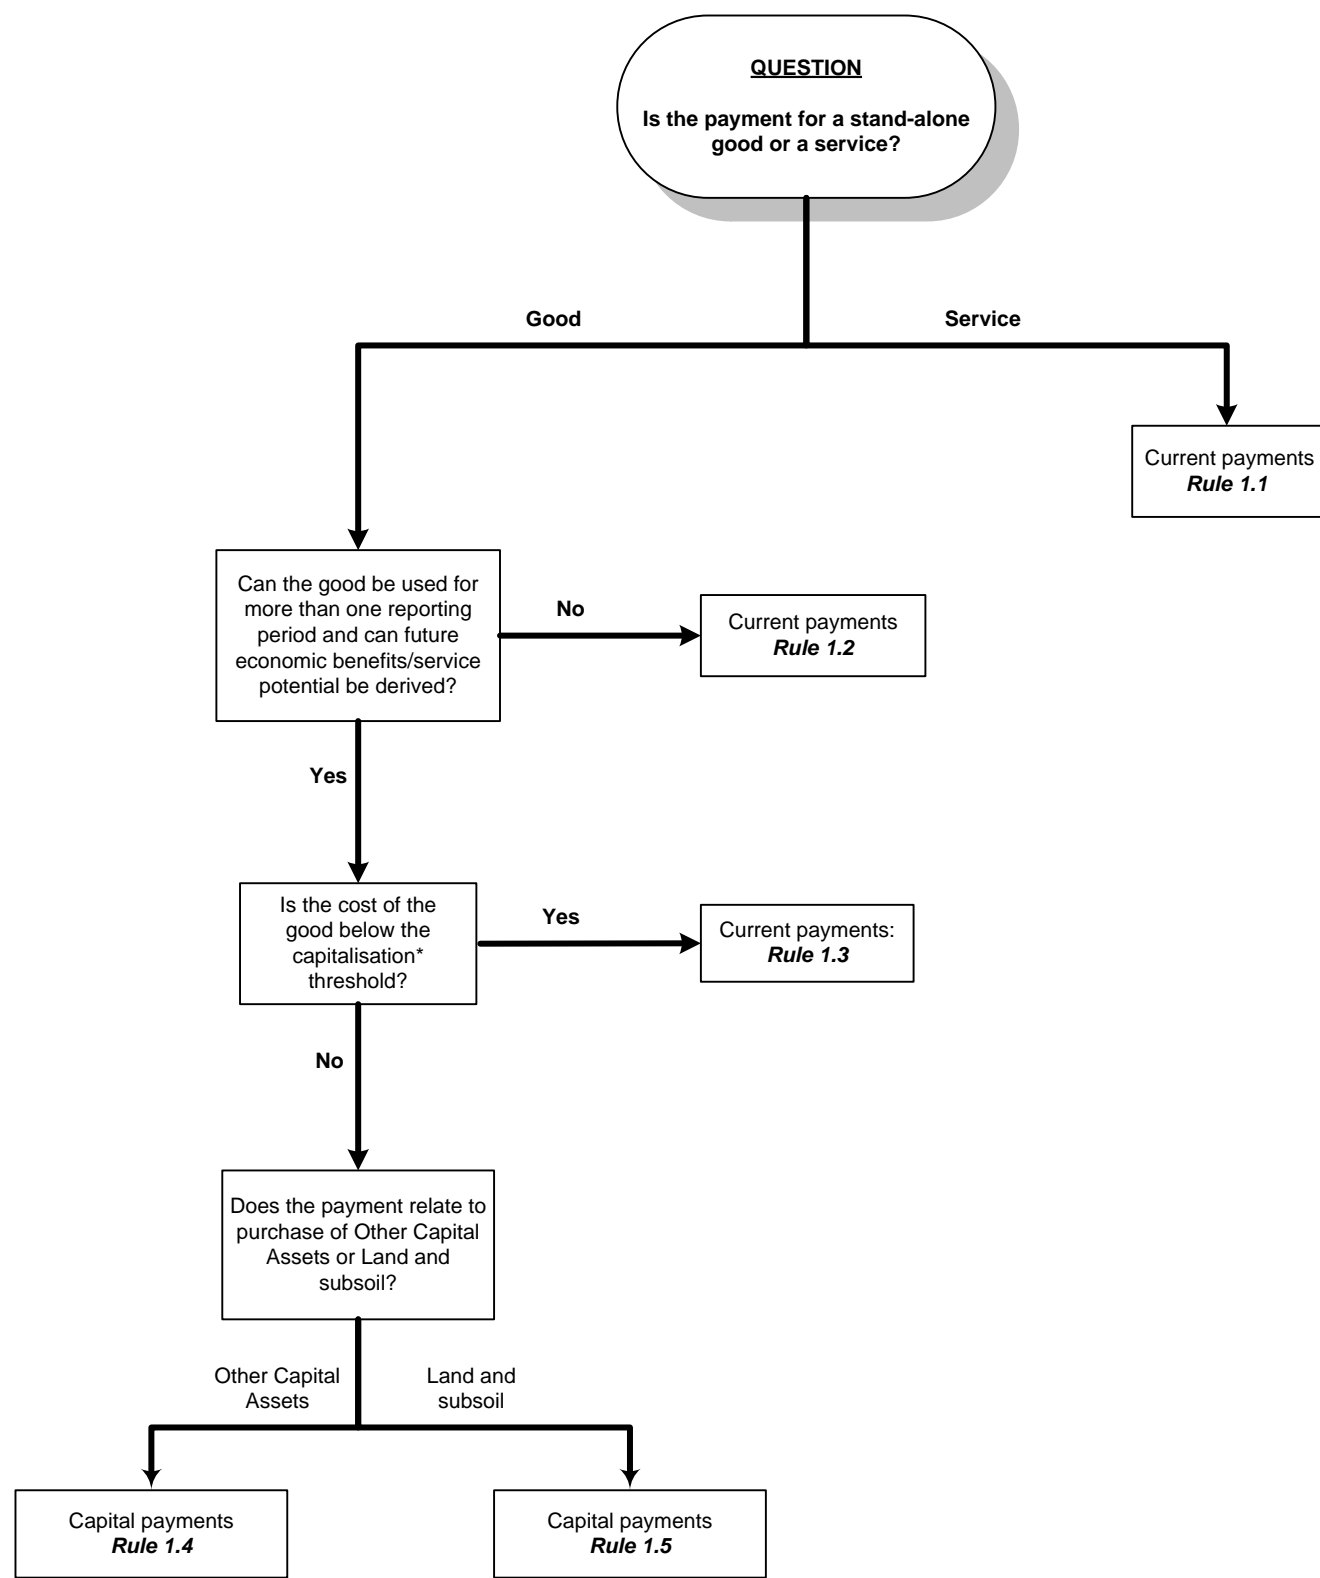 QUESTION
Is the payment for a stand-alone
good or a service?
Good
Service
Current payments
Rule 1.1
Can the good be used for
more than one reporting
period and can future
economic benefits/service
potential be derived?
No
Current payments
Rule 1.2
Yes
Is the cost of the
good below the
capitalisation*
threshold?
Yes
Current payments:
Rule 1.3
No
Does the payment relate to
purchase of Other Capital
Assets or Land and
subsoil?
Other Capital
Assets
Land and
subsoil
Capital payments
Rule 1.4
Capital payments
Rule 1.5